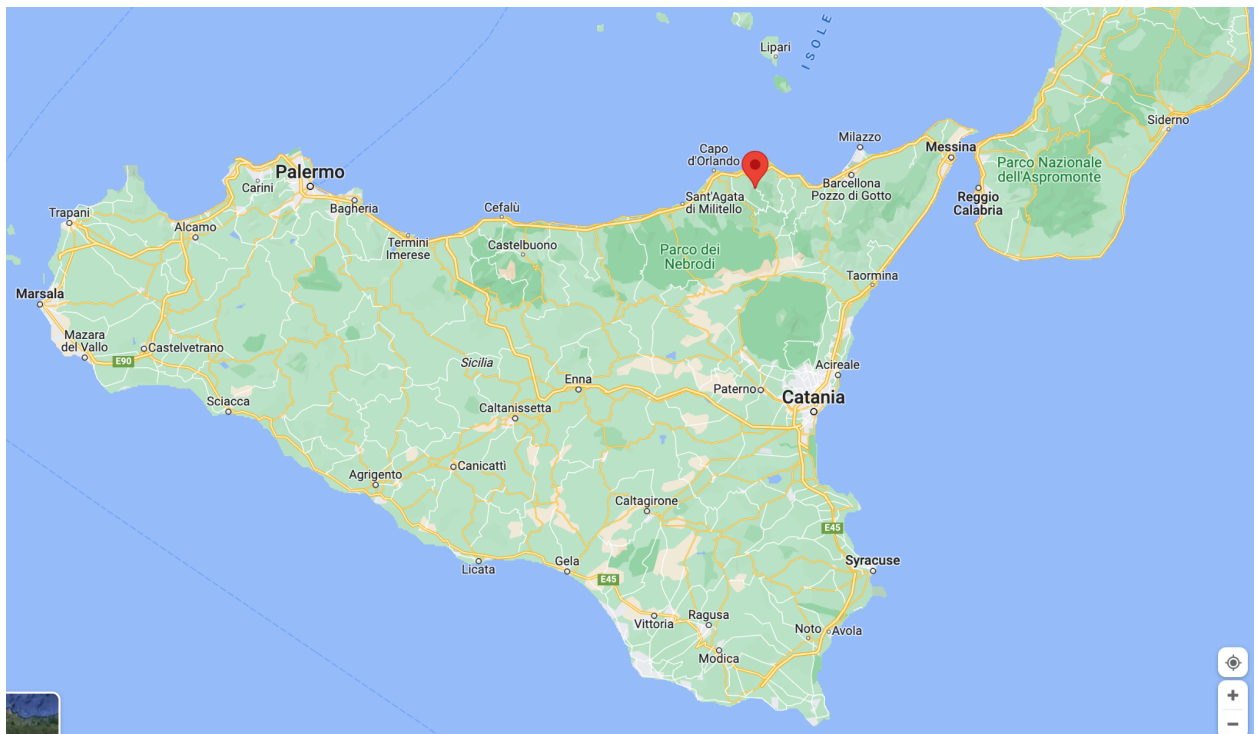 Lipari
ISOLE
Siderno
Milazzo
Messina
Capo
d'Orlando
Parco Nazionale
dell'Aspromonte
Palermo
Carini
Barcellona
Pozzo di Gotto
Reggio
Calabria
Sant'Agata
di Militello
Bagheria
Cefalù
Trapani
Alcamo
Termini
Imerese
Castelbuono
Parco dei
Nebrodi
Taormina
Marsala
Mazara
del Vallo
Castelvetrano
E90
Sicilia
Acireale
Enna
Paterno
Catania
Sciacca
Caltanissetta
Canicattì
Agrigento
Caltagirone
E45
Syracuse
Gela
Licata
E45
Ragusa
Vittoria
Noto
Avola
Modica